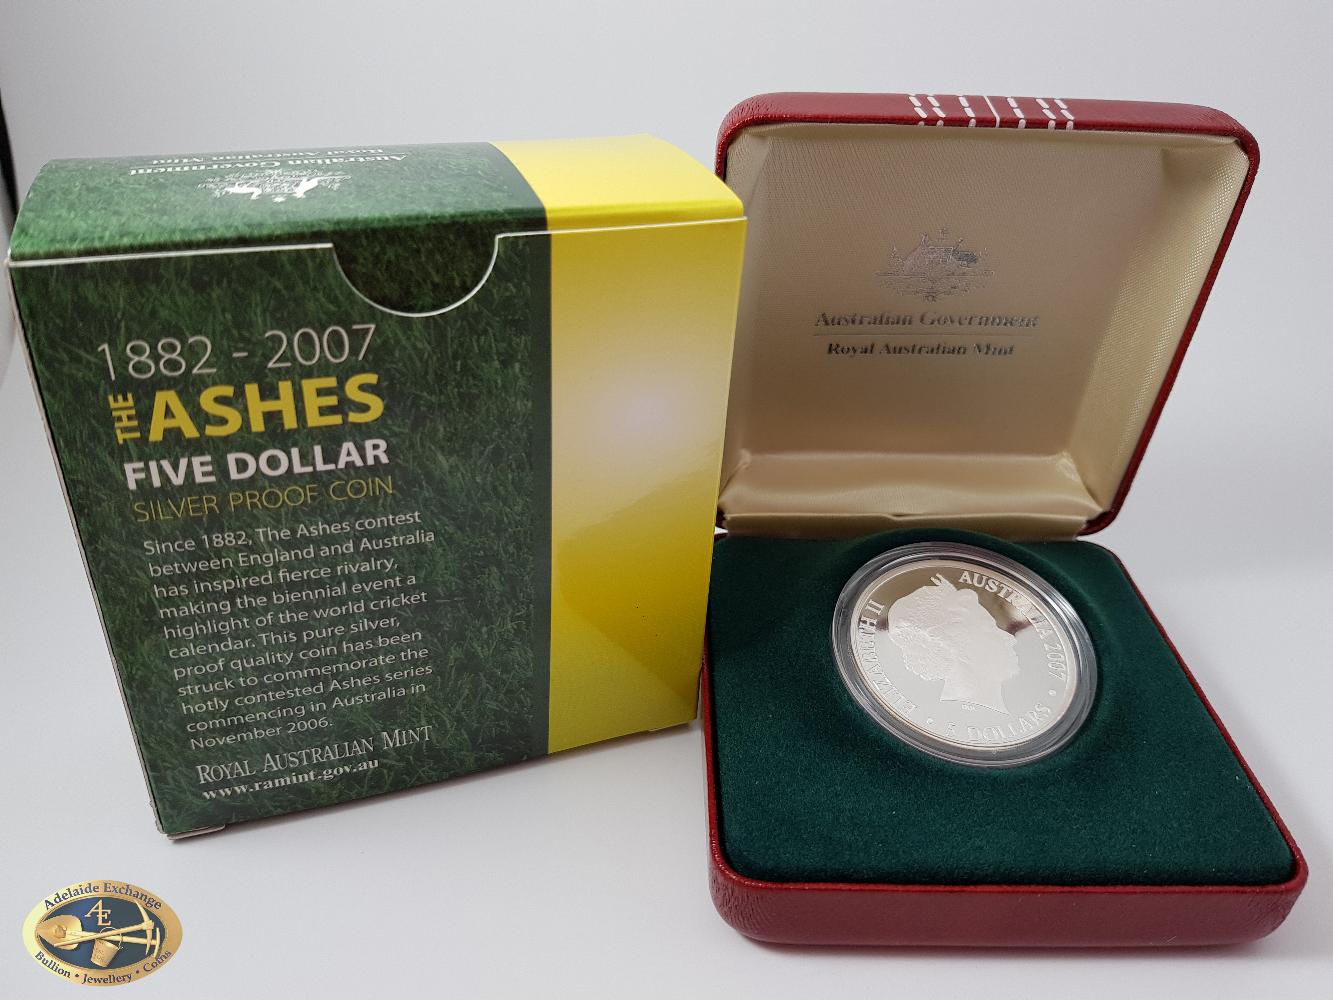 Australian Government
Royal Australian Mint
1882 - 2007
THE
ASHES
FIVE DOLLAR
SILVER PROOF COIN
Since 1882, The Ashes contest
between England and Australia
has inspired fierce rivalry,
making the biennial event a
highlight of the world cricket
calendar. This pure silver,
proof quality coin has been
struck to commemorate the
hotly contested Ashes series
commencing in Australia in
November 2006.
ROYAL AUSTRALIAN MINT
www.ramint.gov.au
Australian Government
Royal Australian Mint
ELIZABETH II
AUSTRALIA 2007
• 5 DOLLARS •
Adelaide Exchange
AE
Bullion • Jewellery • Coins